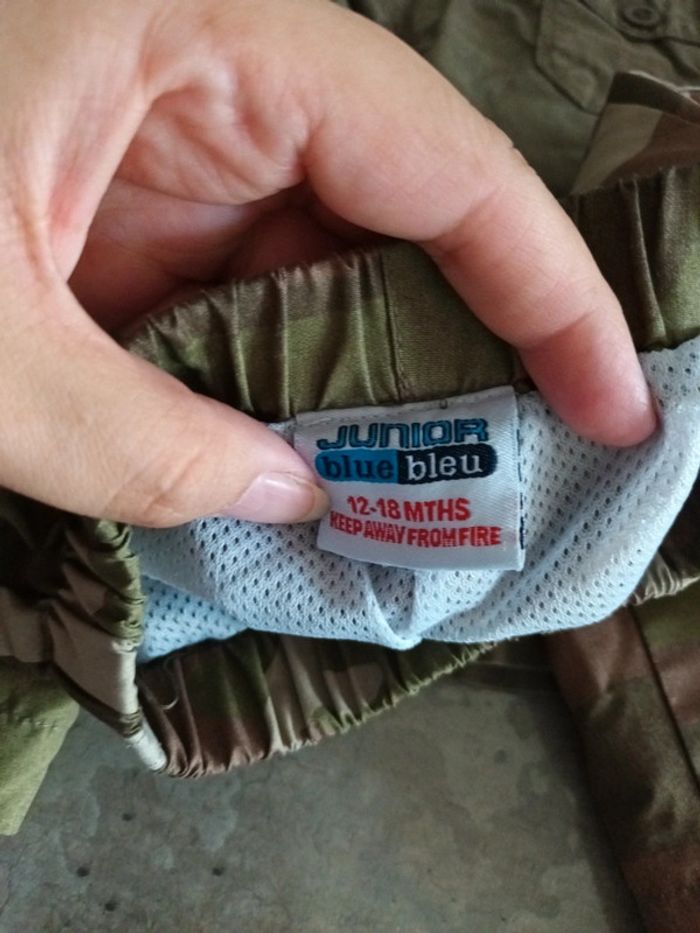 JUNIOR
blue bleu
12-18 MTHS
KEEP AWAY FROM FIRE